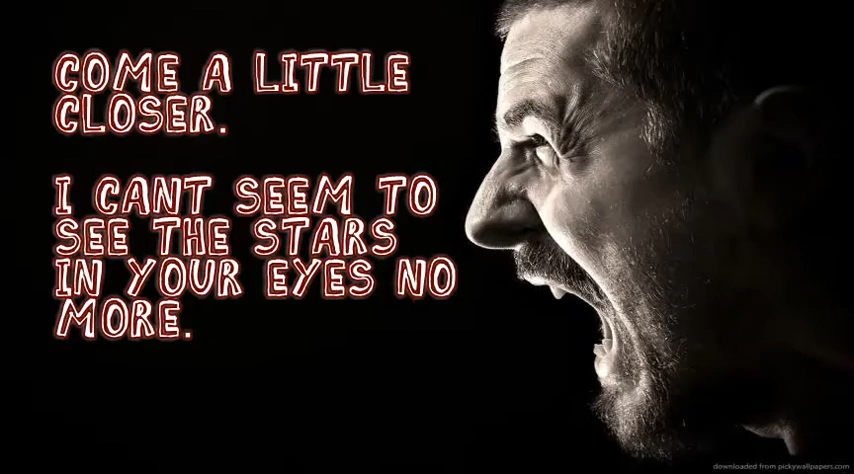 COME A LITTLE
CLOSER.
I CANT SEEM TO
SEE THE STARS
IN YOUR EYES NO
MORE.
downloaded from pickywallpapers.com